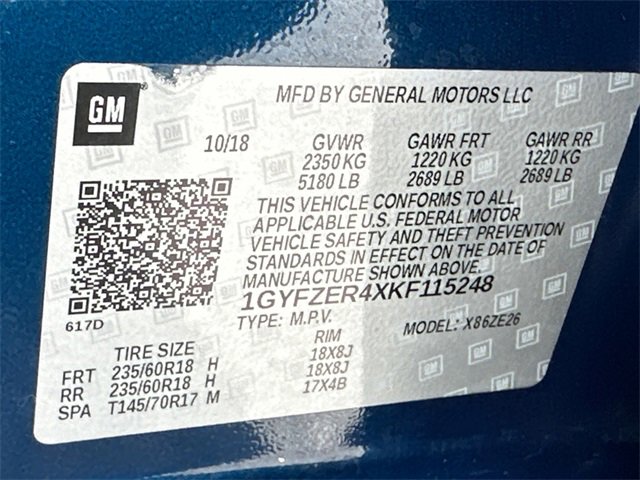 GM
MFD BY GENERAL MOTORS LLC
10/18 GVWR GAWR FRT GAWR RR
2350 KG 1220 KG 1220 KG
5180 LB 2689 LB 2689 LB
THIS VEHICLE CONFORMS TO ALL
APPLICABLE U.S. FEDERAL MOTOR
VEHICLE SAFETY AND THEFT PREVENTION
STANDARDS IN EFFECT ON THE DATE OF
MANUFACTURE SHOWN ABOVE.
1GYFZER4XKF115248
617D
TYPE: M.P.V. MODEL: X86ZE26
TIRE SIZE RIM
FRT 235/60R18 H 18X8J
RR 235/60R18 H 18X8J
SPA T145/70R17 M 17X4B